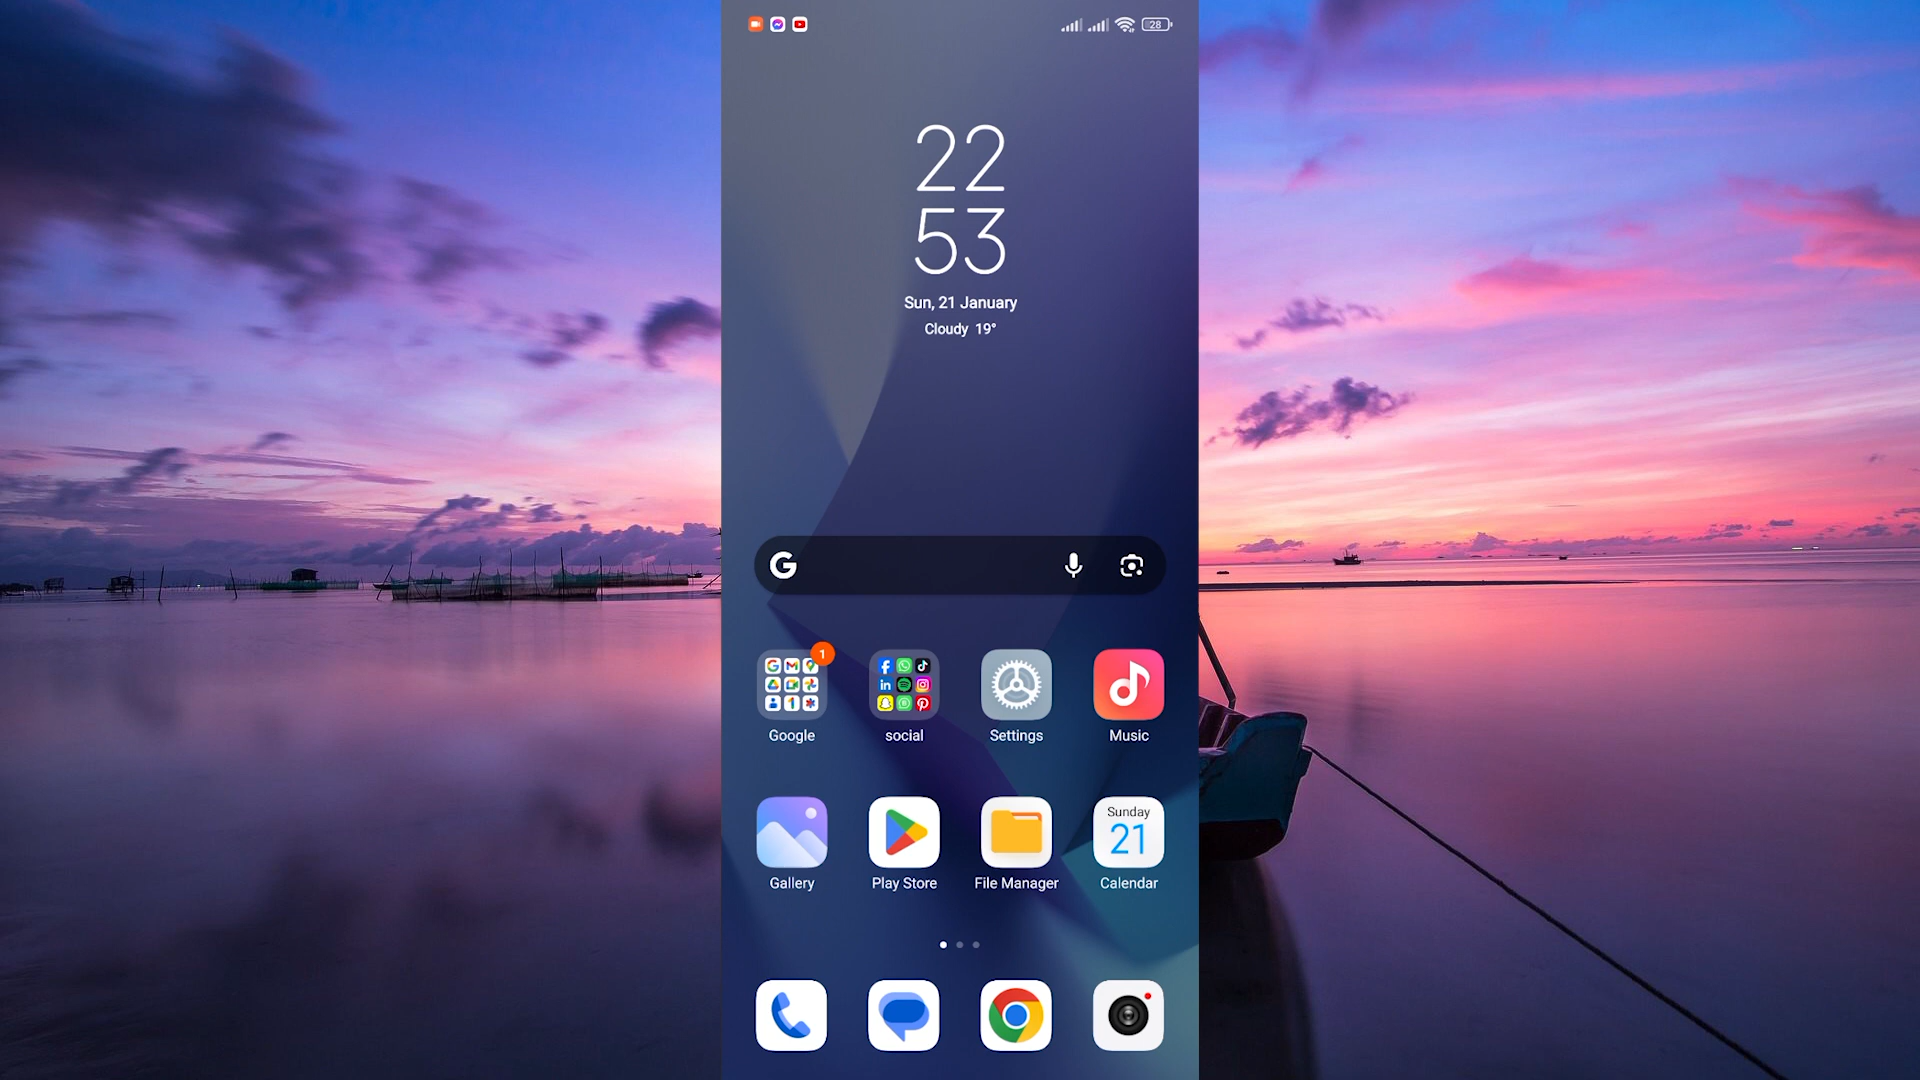 28
22
53
Sun, 21 January
Cloudy 19°
1
Google
social
Settings
Music
Sunday
21
Gallery
Play Store
File Manager
Calendar